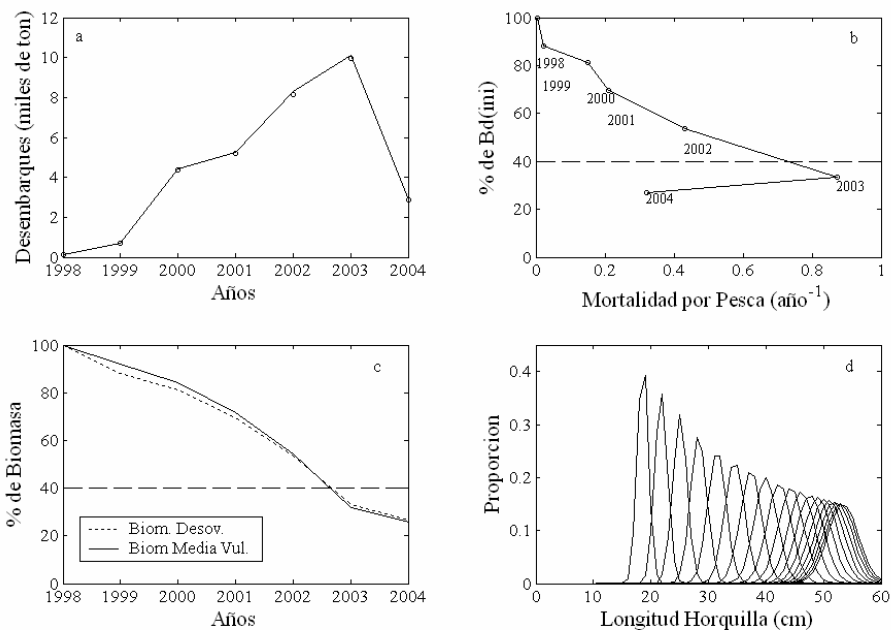 a
Desembarques (miles de ton)
12
10
8
6
4
2
0
1998 1999 2000 2001 2002 2003 2004
Años
b
% de Bd(ini)
100
80
60
40
20
0
1998
1999
2000
2001
2002
2003
2004
0 0.2 0.4 0.6 0.8 1
Mortalidad por Pesca (año-1)
c
% de Biomasa
100
80
60
40
20
0
Biom. Desov.
Biom Media Vul.
1998 1999 2000 2001 2002 2003 2004
Años
d
Proporcion
0.4
0.3
0.2
0.1
0
0 10 20 30 40 50 60
Longitud Horquilla (cm)